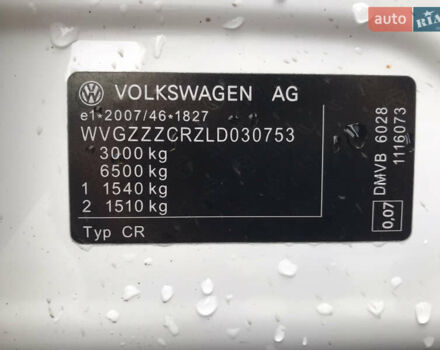 auto RIA
VOLKSWAGEN AG
e1*2007/46*1827
WVGZZZCRZLD030753
3000 kg
6500 kg
1 1540 kg
2 1510 kg
Typ CR
DMVB 6028
1116073
0,07